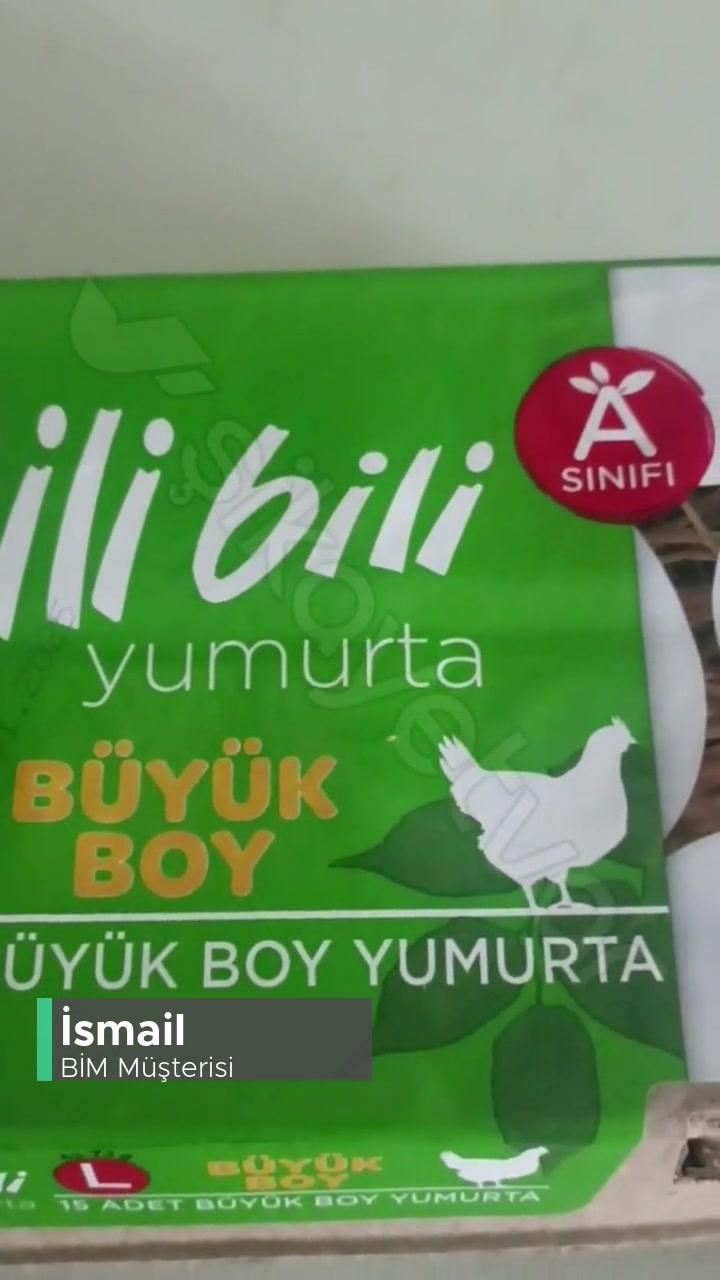 A
SINIFI
ili bili
yumurta
BÜYÜK
BOY
ÜYÜK BOY YUMURTA
İsmail
BİM Müşterisi
L
BÜYÜK
BOY
15 ADET BÜYÜK BOY YUMURTA
şikayetvar